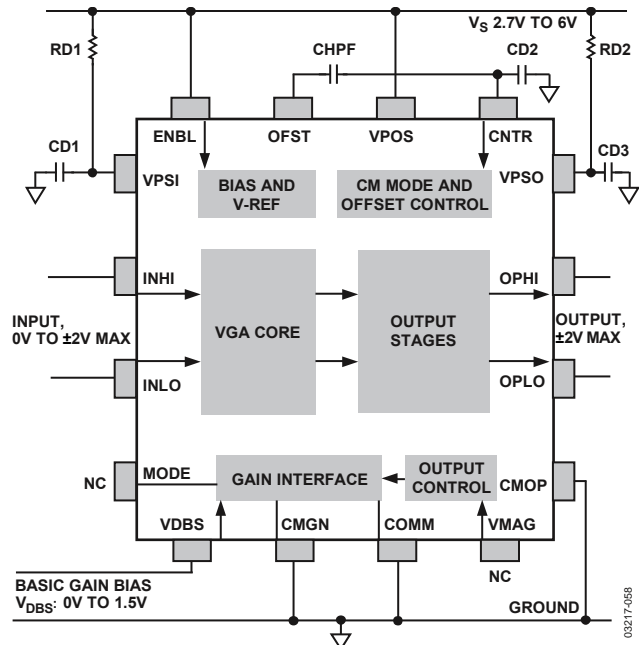 V_S 2.7V TO 6V
RD1
CHPF
CD2
RD2
CD1
ENBL
OFST
VPOS
CNTR
CD3
VPSI
BIAS AND
V-REF
CM MODE AND
OFFSET CONTROL
VPSO
INHI
OPHI
INPUT,
0V TO ±2V MAX
VGA CORE
OUTPUT
STAGES
OUTPUT,
±2V MAX
INLO
OPLO
NC
MODE
GAIN INTERFACE
OUTPUT
CONTROL
CMOP
VDBS
CMGN
COMM
VMAG
NC
BASIC GAIN BIAS
V_DBS: 0V TO 1.5V
GROUND
03217-058